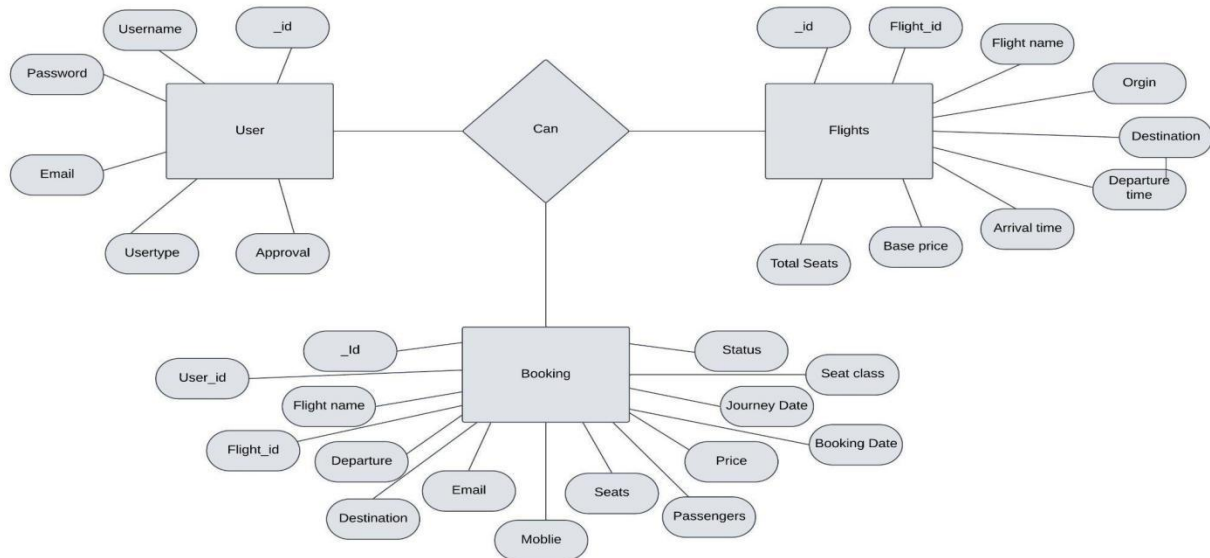 Username
_id
Password
User
Email
Usertype
Approval
Can
_id
Flight_id
Flight name
Orgin
Flights
Destination
Departure
time
Arrival time
Base price
Total Seats
_Id
User_id
Flight name
Flight_id
Departure
Destination
Email
Moblie
Booking
Status
Seat class
Journey Date
Booking Date
Price
Seats
Passengers